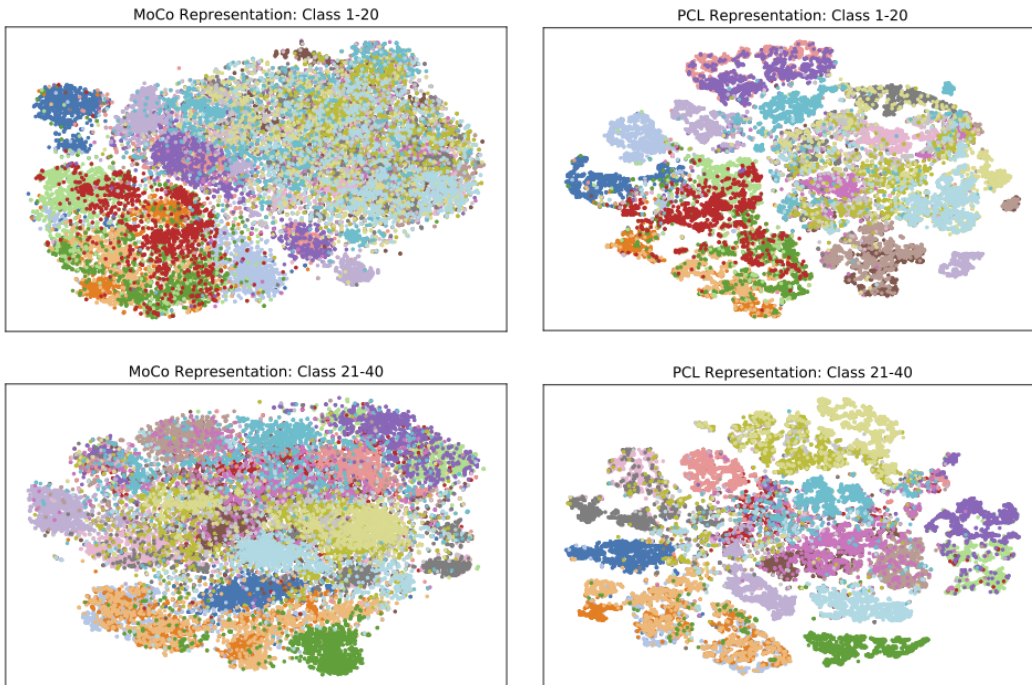 MoCo Representation: Class 1-20
PCL Representation: Class 1-20
MoCo Representation: Class 21-40
PCL Representation: Class 21-40